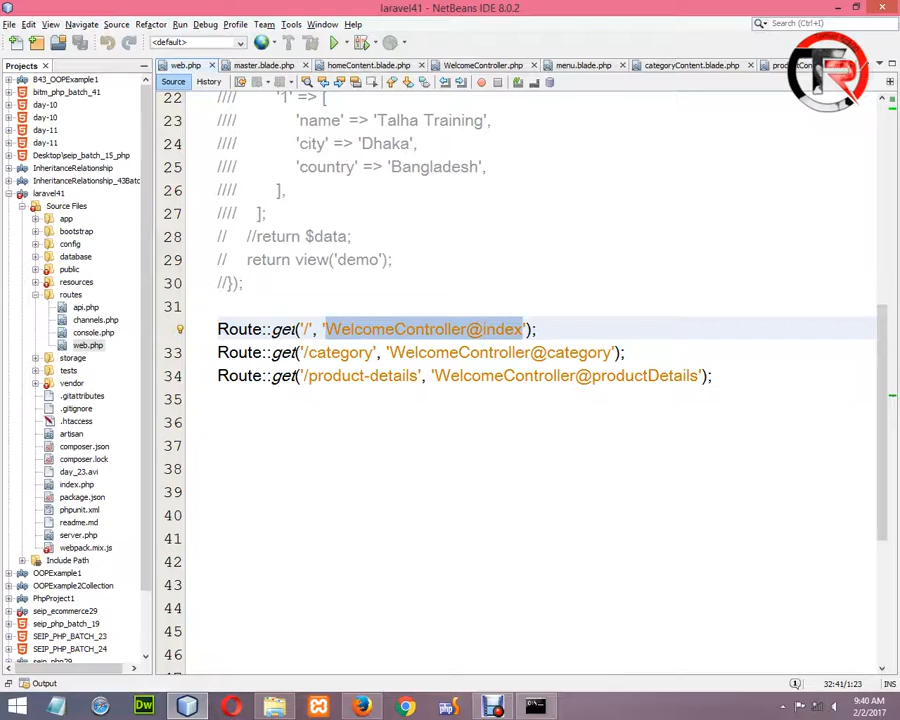 laravel41 - NetBeans IDE 8.0.2
File Edit View Navigate Source Refactor Run Debug Profile Team Tools Window Help
Search (Ctrl+I)
<default>
Projects
web.php master.blade.php homeContent.blade.php WelcomeController.php menu.blade.php categoryContent.blade.php
Source History
B43_OOPExample1
bitm_php_batch_41
day-10
day-10
day-11
day-11
Desktop\seip_batch_15_php
InheritanceRelationship
InheritanceRelationship_43Bat
laravel41
Source Files
app
bootstrap
config
database
public
resources
routes
api.php
channels.php
console.php
web.php
storage
tests
vendor
.gitattributes
.gitignore
.htaccess
artisan
composer.json
composer.lock
day_23.avi
index.php
package.json
phpunit.xml
readme.md
server.php
webpack.mix.js
Include Path
OOPExample1
OOPExample2Collection
PhpProject1
seip_ecommerce29
seip_php_batch_19
SEIP_PHP_BATCH_23
SEIP_PHP_BATCH_24
seip_php29
22 //// '1' => [
23 //// 'name' => 'Talha Training',
24 //// 'city' => 'Dhaka',
25 //// 'country' => 'Bangladesh',
26 //// ],
27 //// ];
28 // //return $data;
29 // return view('demo');
30 //});
31
Route::get('/', 'WelcomeController@index');
33 Route::get('/category', 'WelcomeController@category');
34 Route::get('/product-details', 'WelcomeController@productDetails');
35
36
37
38
39
40
41
42
43
44
45
46
Output
32:41/1:23 INS
9:40 AM
2/2/2017